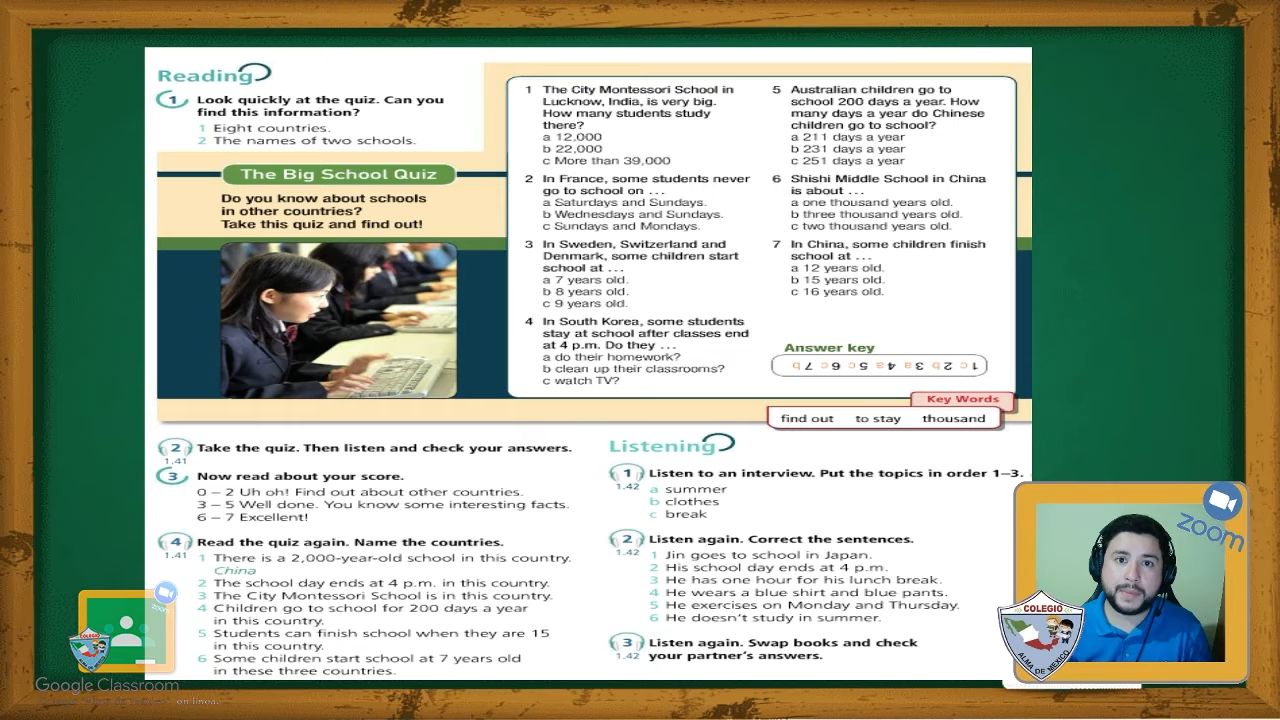 Reading
1 Look quickly at the quiz. Can you
find this information?
1 Eight countries.
2 The names of two schools.
The Big School Quiz
Do you know about schools
in other countries?
Take this quiz and find out!
1 The City Montessori School in
Lucknow, India, is very big.
How many students study
there?
a 12,000
b 22,000
c More than 39,000
2 In France, some students never
go to school on ...
a Saturdays and Sundays.
b Wednesdays and Sundays.
c Sundays and Mondays.
3 In Sweden, Switzerland and
Denmark, some children start
school at ...
a 7 years old.
b 8 years old.
c 9 years old.
4 In South Korea, some students
stay at school after classes end
at 4 p.m. Do they ...
a do their homework?
b clean up their classrooms?
c watch TV?
5 Australian children go to
school 200 days a year. How
many days a year do Chinese
children go to school?
a 211 days a year
b 231 days a year
c 251 days a year
6 Shishi Middle School in China
is about ...
a one thousand years old.
b three thousand years old.
c two thousand years old.
7 In China, some children finish
school at ...
a 12 years old.
b 15 years old.
c 16 years old.
Answer key
1 c 2 b 3 a 4 a 5 c 6 c 7 b
Key Words
find out to stay thousand
2 Take the quiz. Then listen and check your answers.
1.41
3 Now read about your score.
0 – 2 Uh oh! Find out about other countries.
3 – 5 Well done. You know some interesting facts.
6 – 7 Excellent!
4 Read the quiz again. Name the countries.
1.41
1 There is a 2,000-year-old school in this country.
China
2 The school day ends at 4 p.m. in this country.
3 The City Montessori School is in this country.
4 Children go to school for 200 days a year
in this country.
5 Students can finish school when they are 15
in this country.
6 Some children start school at 7 years old
in these three countries.
Listening
1 Listen to an interview. Put the topics in order 1–3.
1.42
a summer
b clothes
c break
2 Listen again. Correct the sentences.
1.42
1 Jin goes to school in Japan.
2 His school day ends at 4 p.m.
3 He has one hour for his lunch break.
4 He wears a blue shirt and blue pants.
5 He exercises on Monday and Thursday.
6 He doesn't study in summer.
3 Listen again. Swap books and check
1.42 your partner's answers.
zoom
COLEGIO
ALMA DE MEXICO
Google Classroom
en línea.